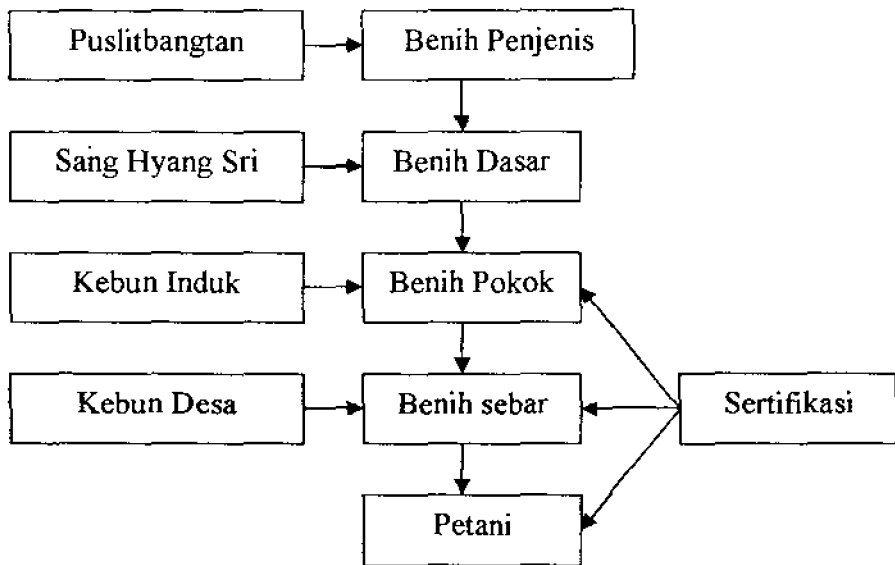 Puslitbangtan
Benih Penjenis
Sang Hyang Sri
Benih Dasar
Kebun Induk
Benih Pokok
Kebun Desa
Benih sebar
Sertifikasi
Petani